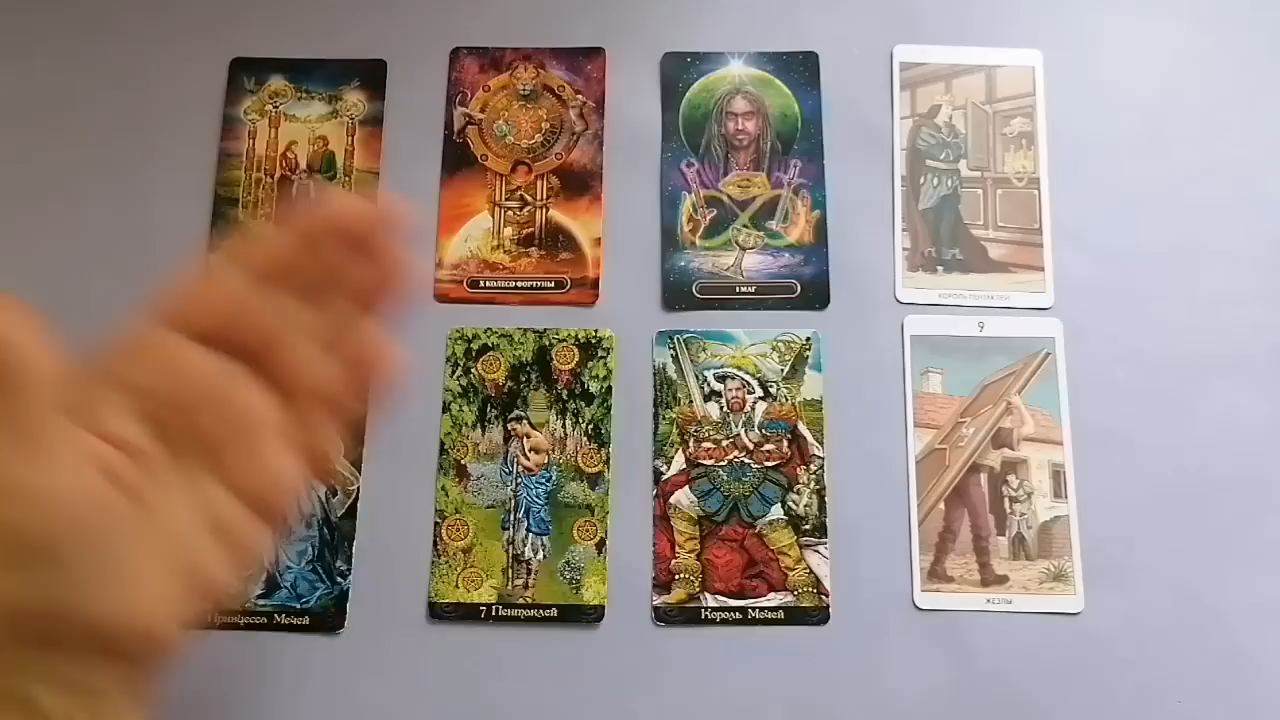 X КОЛЕСО ФОРТУНЫ
I МАГ
КОРОЛЬ ПЕНТАКЛЕЙ
9
Принцесса Мечей
7 Пентаклей
Король Мечей
ЖЕЗЛЫ